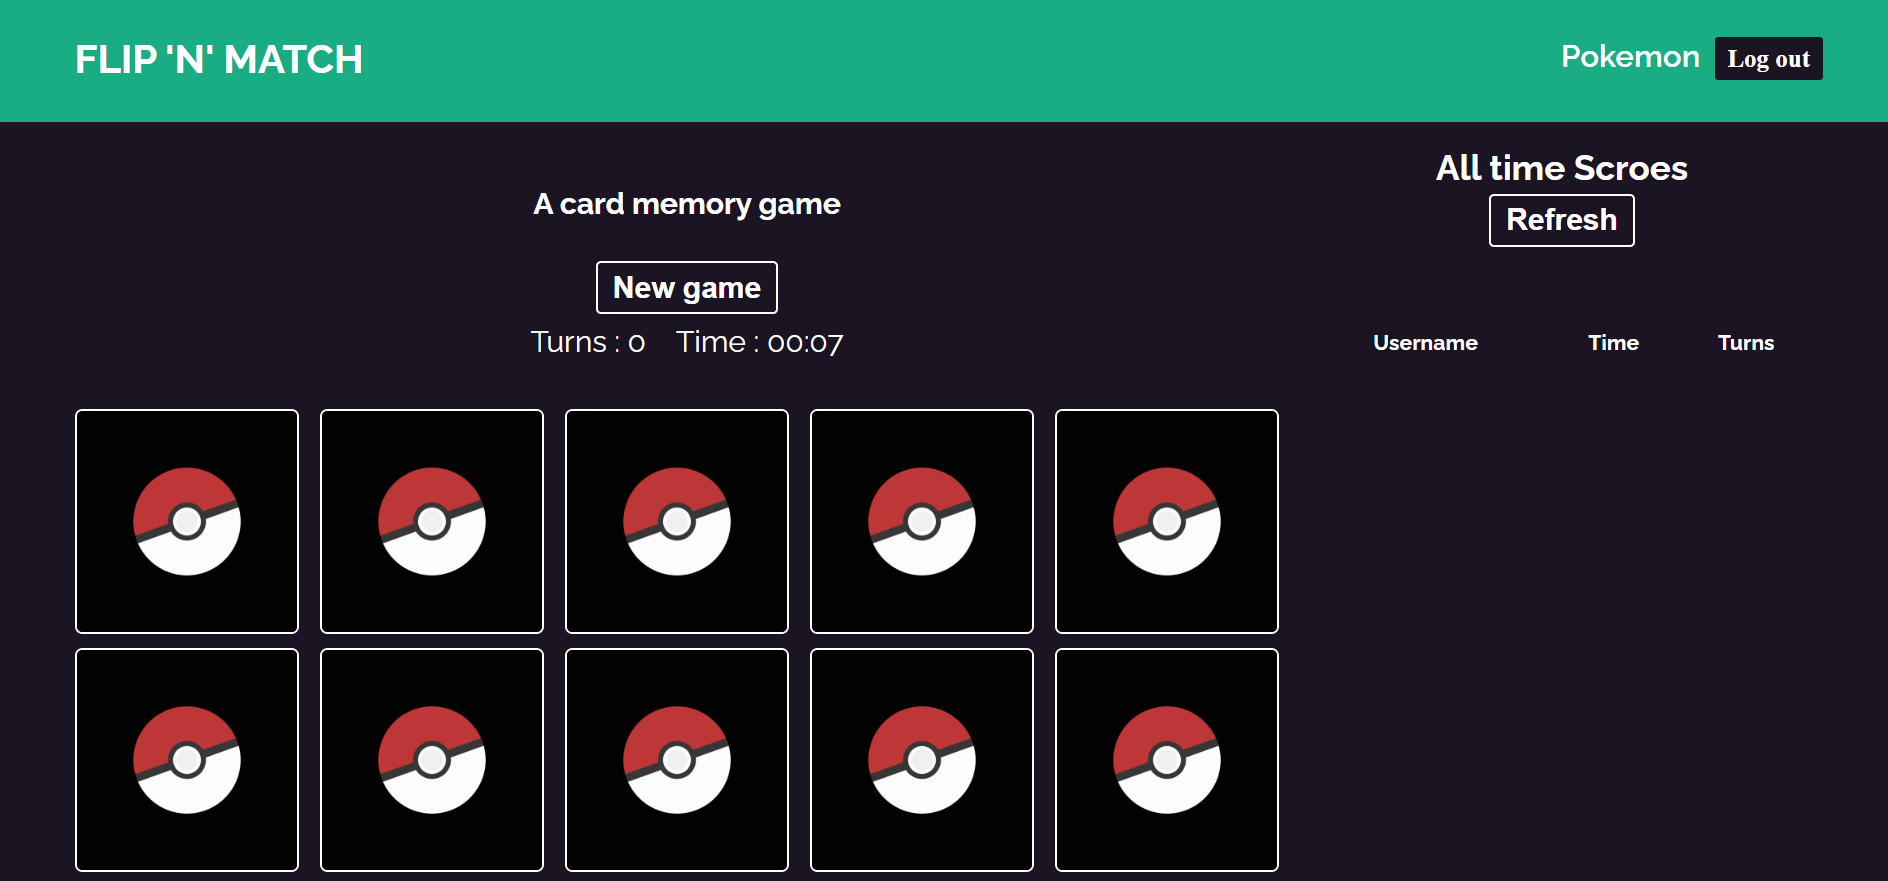 FLIP 'N' MATCH
Pokemon
Log out
A card memory game
New game
Turns : 0 Time : 00:07
All time Scroes
Refresh
Username Time Turns